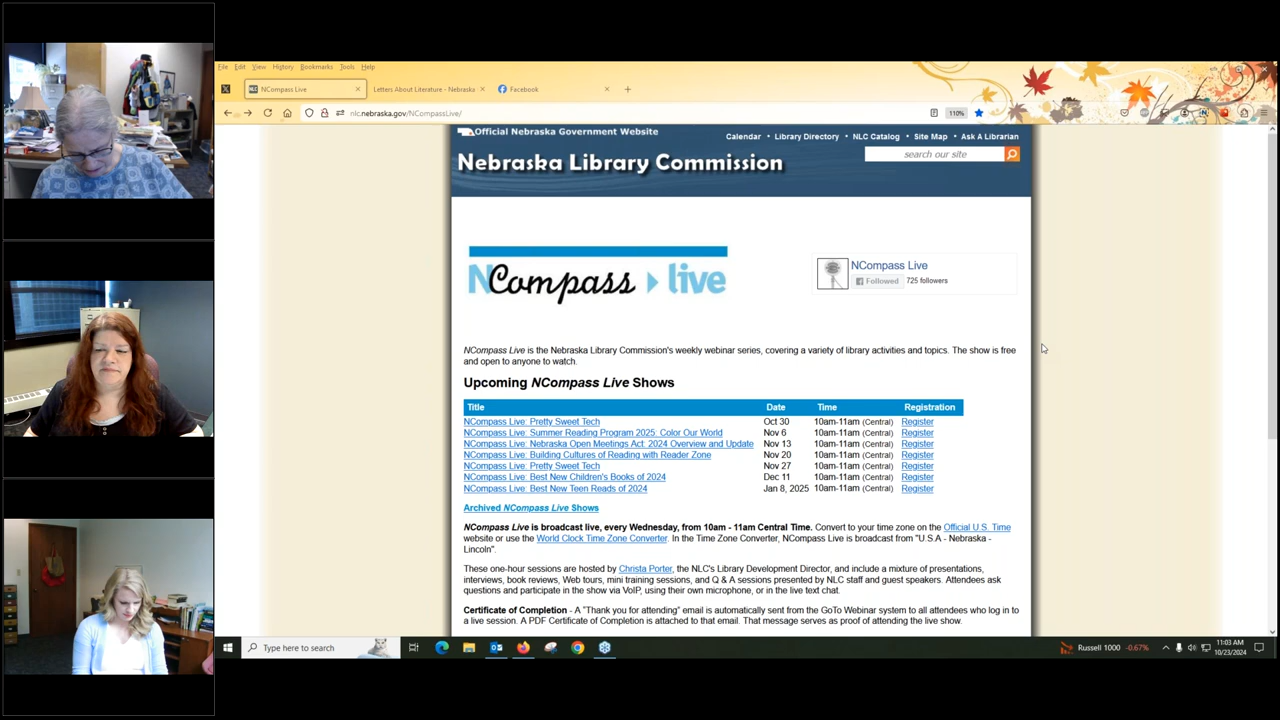 File Edit View History Bookmarks Tools Help
NCompass Live
Letters About Literature - Nebraska
Facebook
nlc.nebraska.gov/NCompassLive/
110%
Official Nebraska Government Website
Calendar • Library Directory • NLC Catalog • Site Map • Ask A Librarian
Nebraska Library Commission
search our site
NCompass live
NCompass Live
Followed 725 followers
NCompass Live is the Nebraska Library Commission's weekly webinar series, covering a variety of library activities and topics. The show is free
and open to anyone to watch.
Upcoming NCompass Live Shows
Title Date Time Registration
NCompass Live: Pretty Sweet Tech Oct 30 10am-11am (Central) Register
NCompass Live: Summer Reading Program 2025: Color Our World Nov 6 10am-11am (Central) Register
NCompass Live: Nebraska Open Meetings Act: 2024 Overview and Update Nov 13 10am-11am (Central) Register
NCompass Live: Building Cultures of Reading with Reader Zone Nov 20 10am-11am (Central) Register
NCompass Live: Pretty Sweet Tech Nov 27 10am-11am (Central) Register
NCompass Live: Best New Children's Books of 2024 Dec 11 10am-11am (Central) Register
NCompass Live: Best New Teen Reads of 2024 Jan 8, 2025 10am-11am (Central) Register
Archived NCompass Live Shows
NCompass Live is broadcast live, every Wednesday, from 10am - 11am Central Time. Convert to your time zone on the Official U.S. Time
website or use the World Clock Time Zone Converter. In the Time Zone Converter, NCompass Live is broadcast from "U.S.A - Nebraska -
Lincoln".
These one-hour sessions are hosted by Christa Porter, the NLC's Library Development Director, and include a mixture of presentations,
interviews, book reviews, Web tours, mini training sessions, and Q & A sessions presented by NLC staff and guest speakers. Attendees ask
questions and participate in the show via VoIP, using their own microphone, or in the live text chat.
Certificate of Completion - A "Thank you for attending" email is automatically sent from the GoTo Webinar system to all attendees who log in to
a live session. A PDF Certificate of Completion is attached to that email. That message serves as proof of attending the live show.
Type here to search
Russell 1000 -0.67%
11:03 AM
10/23/2024